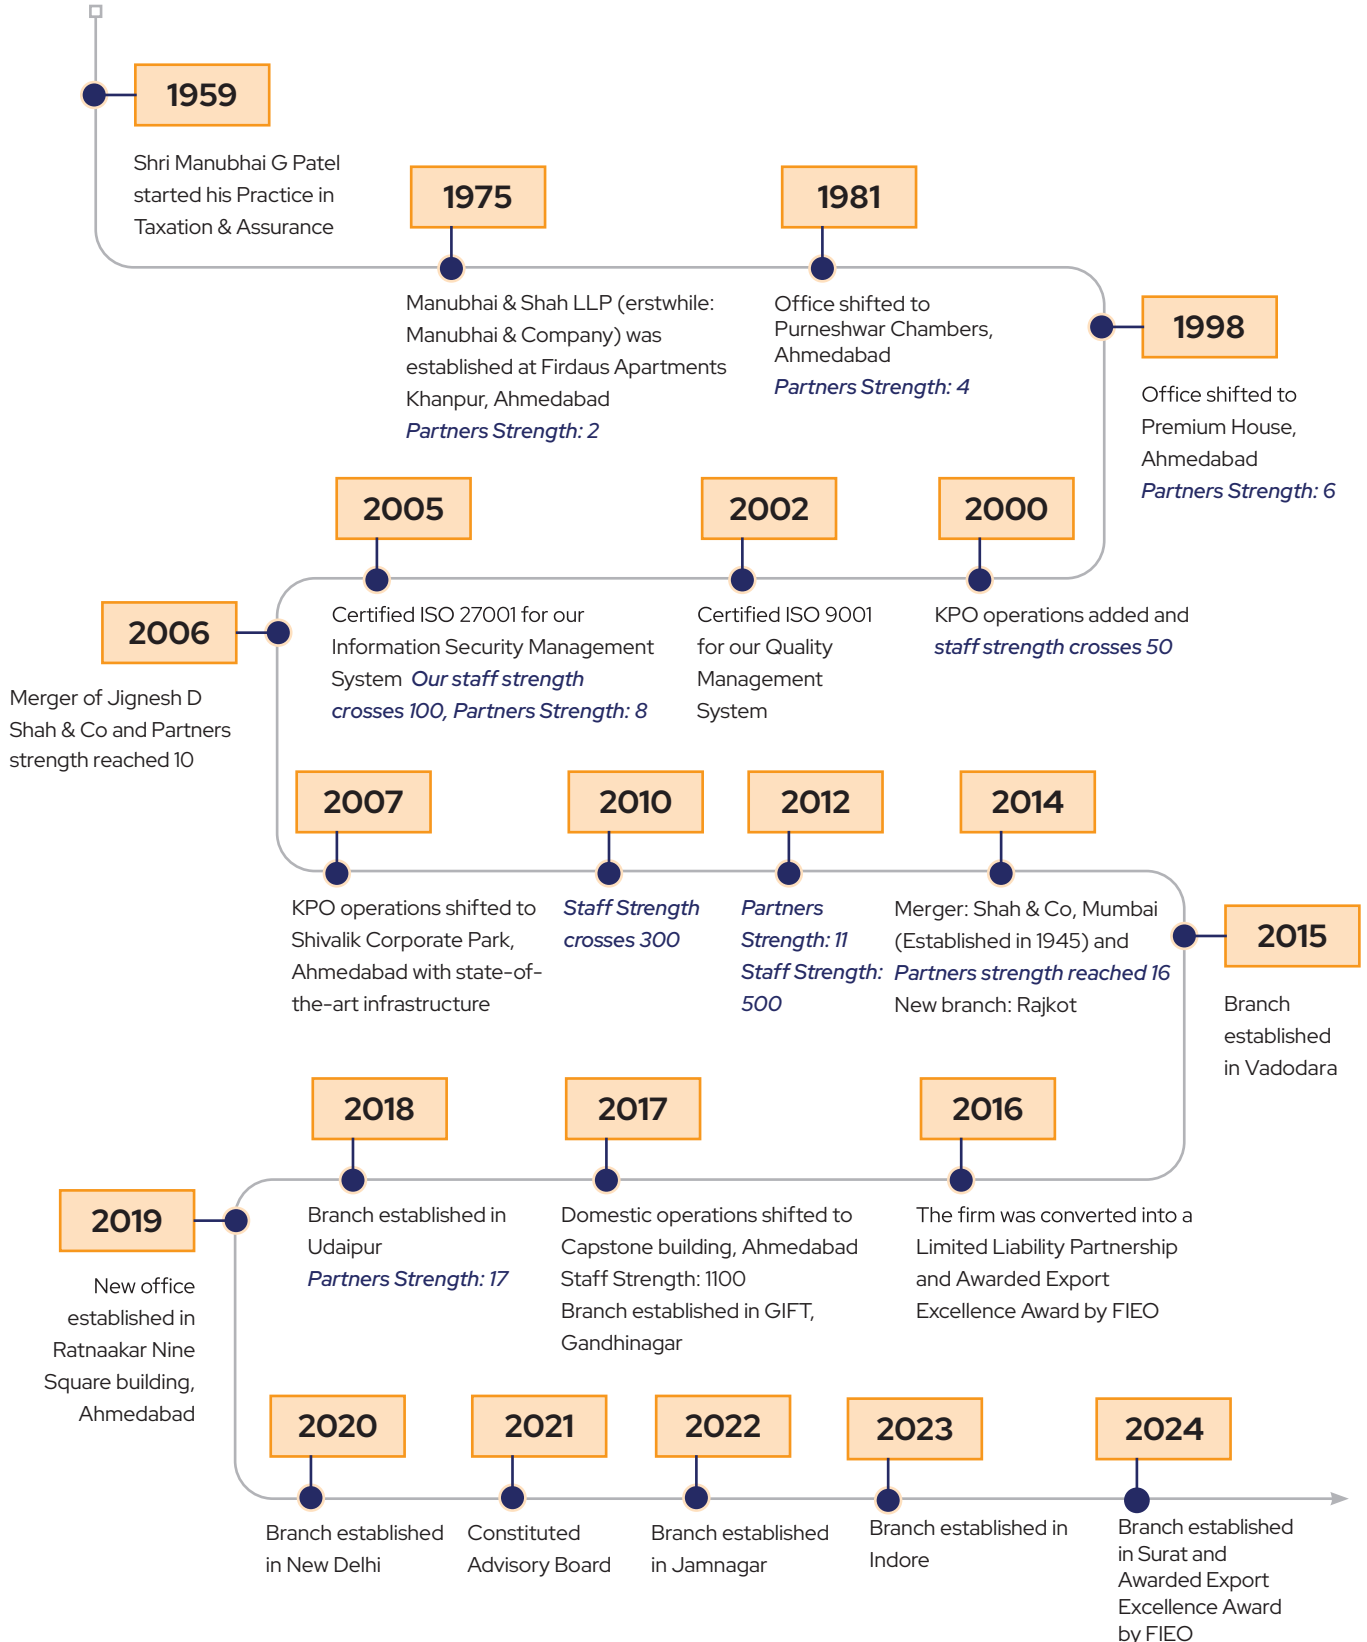 1959
Shri Manubhai G Patel
started his Practice in
Taxation & Assurance
1975
Manubhai & Shah LLP (erstwhile:
Manubhai & Company) was
established at Firdaus Apartments
Khanpur, Ahmedabad
Partners Strength: 2
1981
Office shifted to
Purneshwar Chambers,
Ahmedabad
Partners Strength: 4
1998
Office shifted to
Premium House,
Ahmedabad
Partners Strength: 6
2000
KPO operations added and
staff strength crosses 50
2002
Certified ISO 9001
for our Quality
Management
System
2005
Certified ISO 27001 for our
Information Security Management
System Our staff strength
crosses 100, Partners Strength: 8
2006
Merger of Jignesh D
Shah & Co and Partners
strength reached 10
2007
KPO operations shifted to
Shivalik Corporate Park,
Ahmedabad with state-of-
the-art infrastructure
2010
Staff Strength
crosses 300
2012
Partners
Strength: 11
Staff Strength:
500
2014
Merger: Shah & Co, Mumbai
(Established in 1945) and
Partners strength reached 16
New branch: Rajkot
2015
Branch
established
in Vadodara
2016
The firm was converted into a
Limited Liability Partnership
and Awarded Export
Excellence Award by FIEO
2017
Domestic operations shifted to
Capstone building, Ahmedabad
Staff Strength: 1100
Branch established in GIFT,
Gandhinagar
2018
Branch established in
Udaipur
Partners Strength: 17
2019
New office
established in
Ratnaakar Nine
Square building,
Ahmedabad
2020
Branch established
in New Delhi
2021
Constituted
Advisory Board
2022
Branch established
in Jamnagar
2023
Branch established in
Indore
2024
Branch established
in Surat and
Awarded Export
Excellence Award
by FIEO